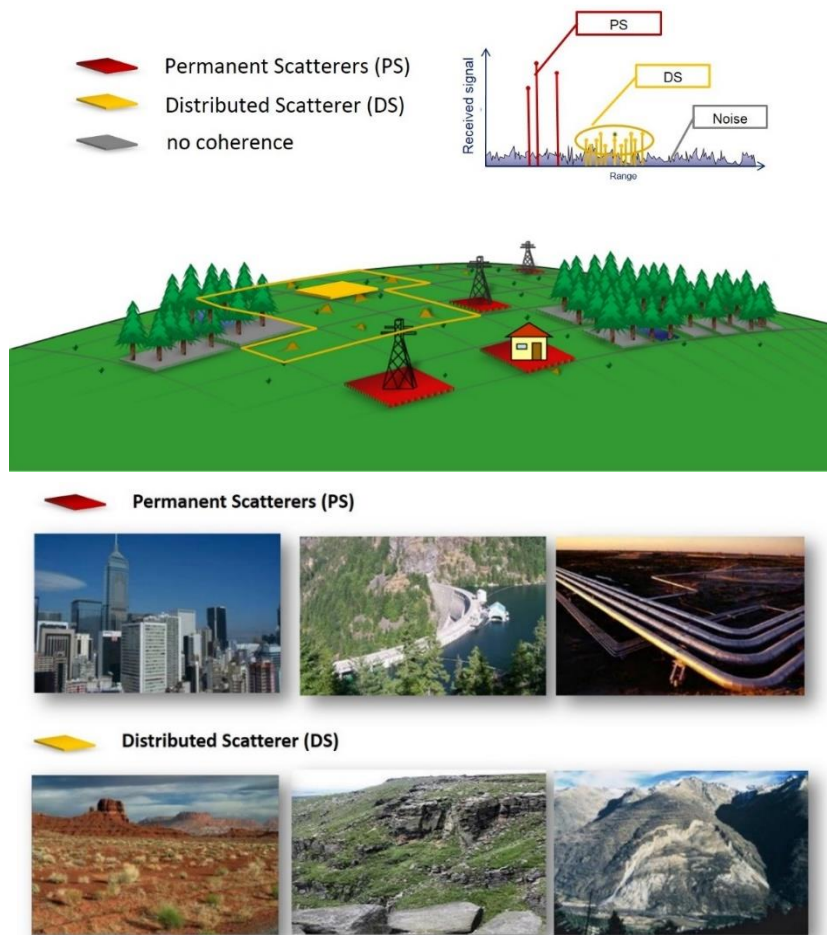 Permanent Scatterers (PS)
Distributed Scatterer (DS)
no coherence
PS
DS
Noise
Received signal
Range
Permanent Scatterers (PS)
Distributed Scatterer (DS)